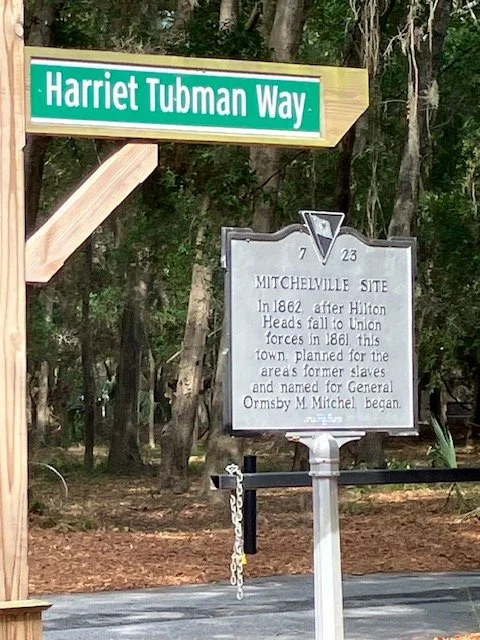 Harriet Tubman Way
7 23
MITCHELVILLE SITE
In 1862, after Hilton
Heads fall to Union
forces in 1861, this
town, planned for the
area's former slaves
and named for General
Ormsby M. Mitchel, began.